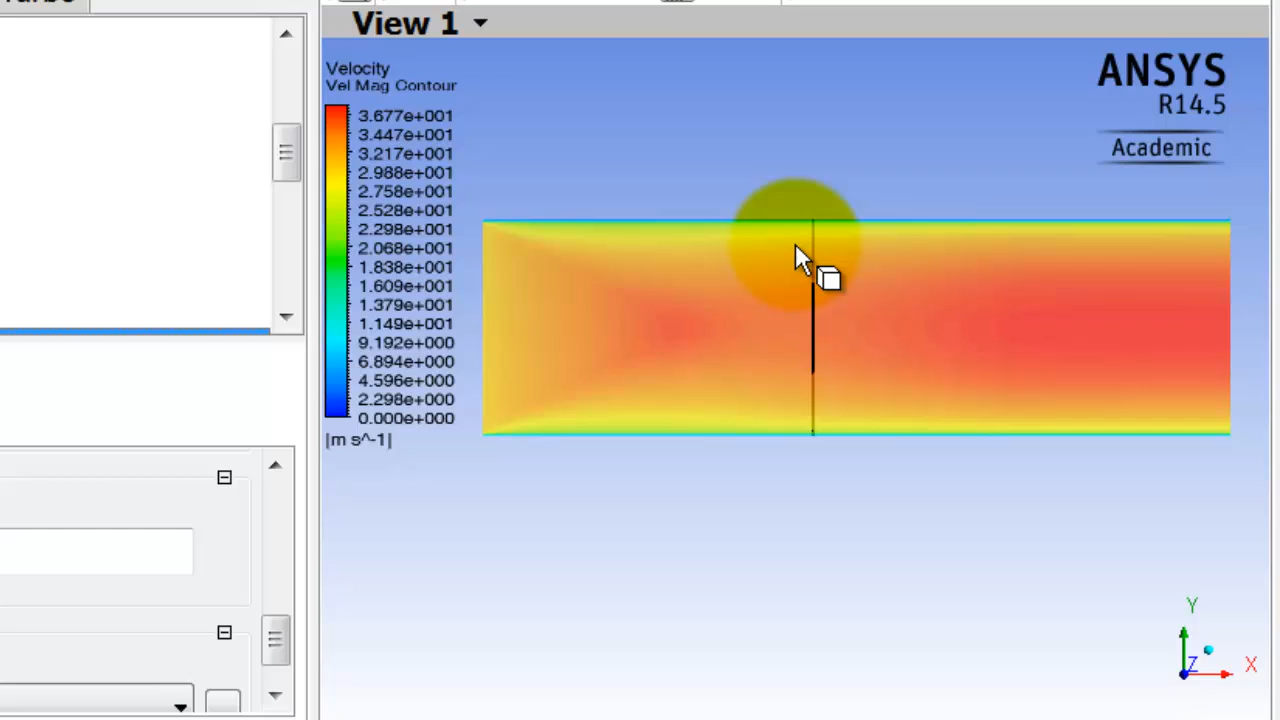 View 1
Velocity
Vel Mag Contour
3.677e+001
3.447e+001
3.217e+001
2.988e+001
2.758e+001
2.528e+001
2.298e+001
2.068e+001
1.838e+001
1.609e+001
1.379e+001
1.149e+001
9.192e+000
6.894e+000
4.596e+000
2.298e+000
0.000e+000
[m s^-1]
ANSYS
R14.5
Academic
Y
Z
X